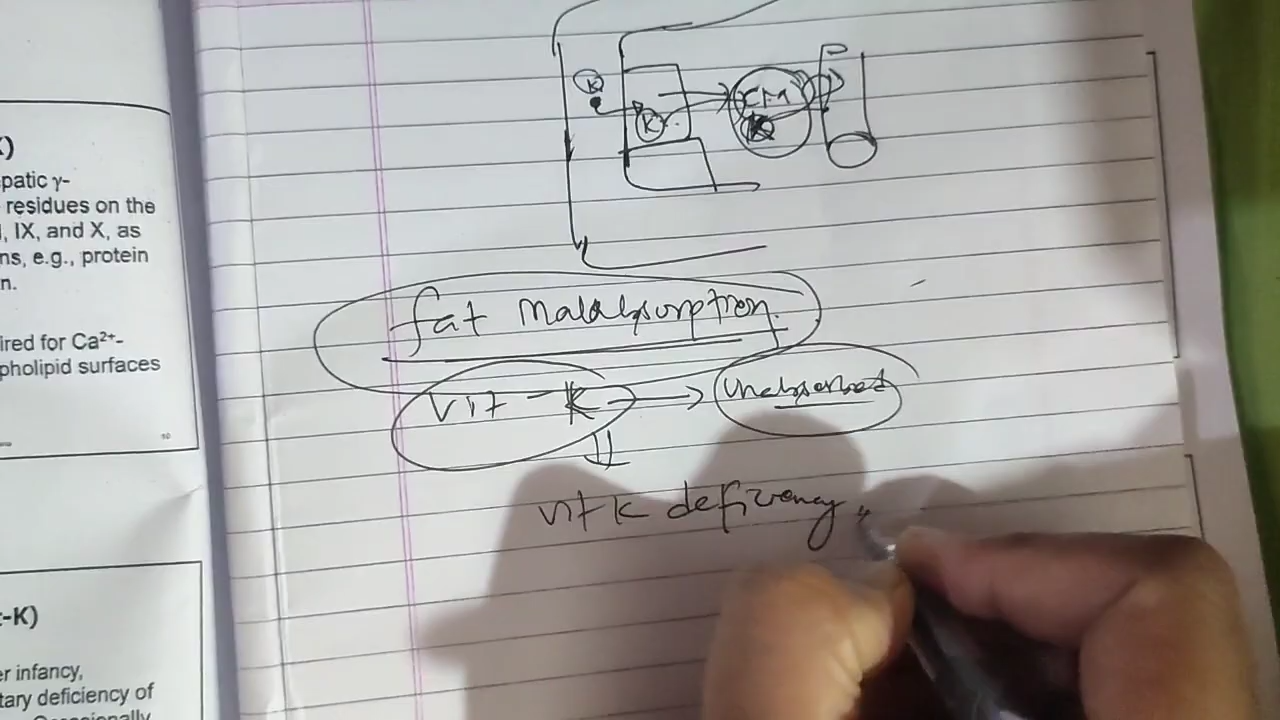 K)
patic γ-
residues on the
, IX, and X, as
ns, e.g., protein
n.
ired for Ca²⁺-
pholipid surfaces
-K)
er infancy,
tary deficiency of
K
K
CM
fat Malabsorption.
Vit - K → Unabsorbed
vit K deficiency